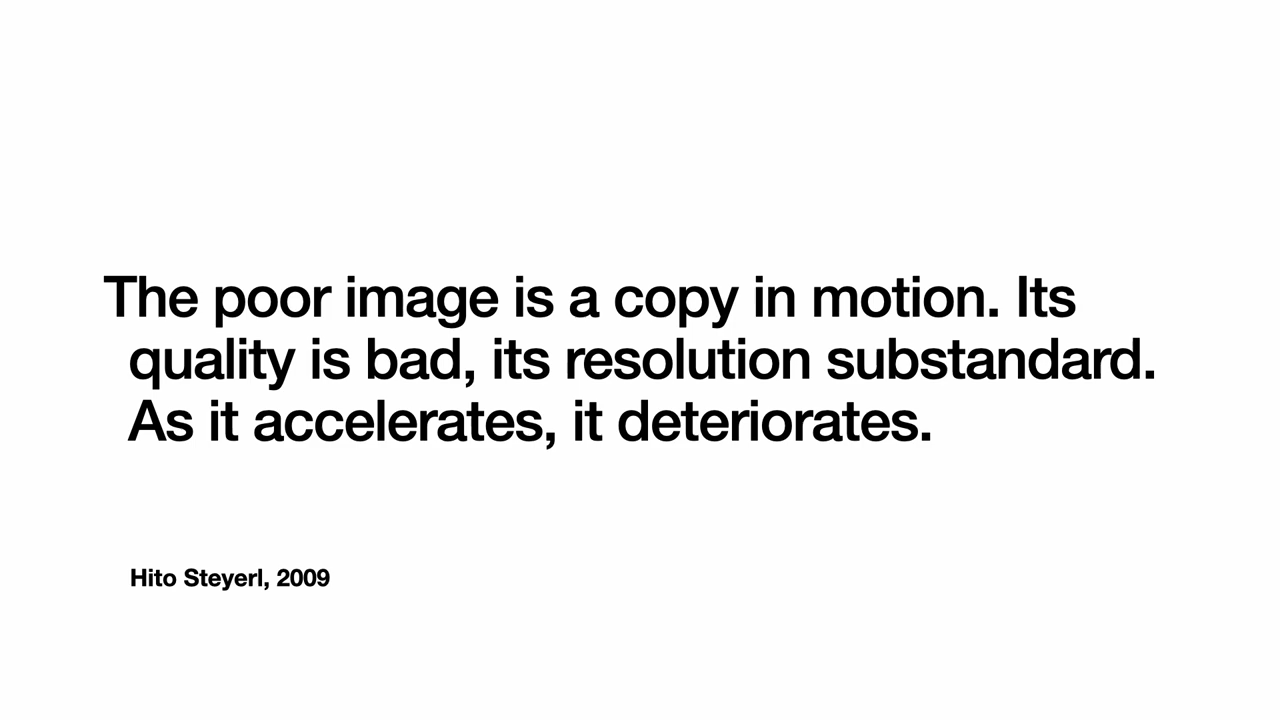 The poor image is a copy in motion. Its
quality is bad, its resolution substandard.
As it accelerates, it deteriorates.
Hito Steyerl, 2009